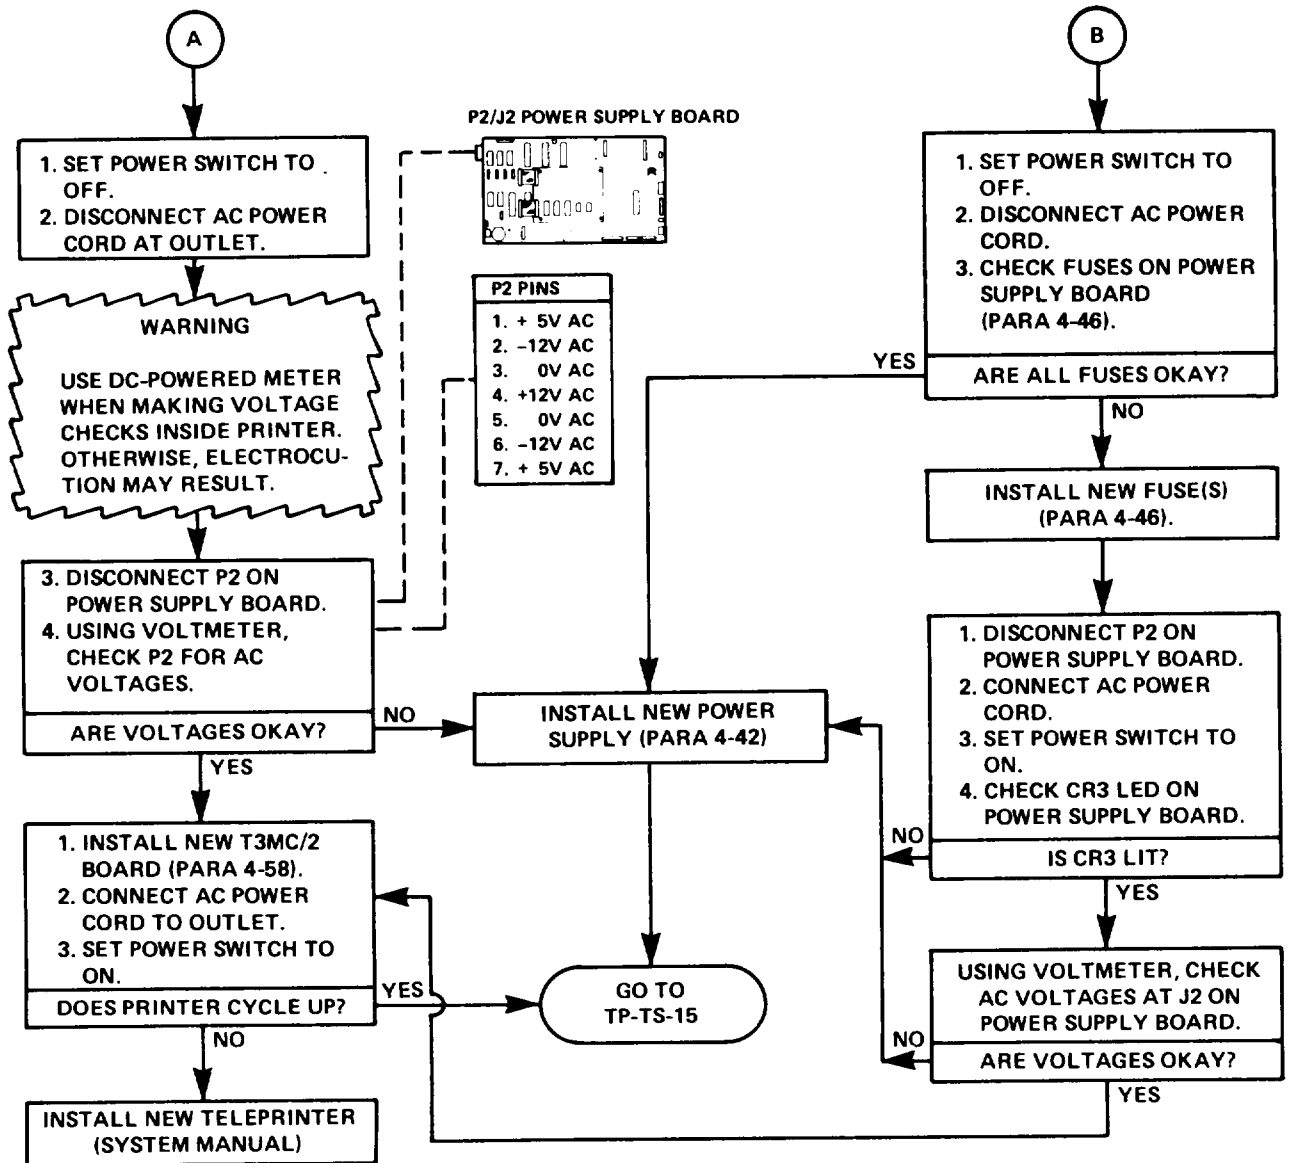 A
1. SET POWER SWITCH TO
OFF.
2. DISCONNECT AC POWER
CORD AT OUTLET.
WARNING
USE DC-POWERED METER
WHEN MAKING VOLTAGE
CHECKS INSIDE PRINTER.
OTHERWISE, ELECTROCU-
TION MAY RESULT.
3. DISCONNECT P2 ON
POWER SUPPLY BOARD.
4. USING VOLTMETER,
CHECK P2 FOR AC
VOLTAGES.
ARE VOLTAGES OKAY?
NO
YES
1. INSTALL NEW T3MC/2
BOARD (PARA 4-58).
2. CONNECT AC POWER
CORD TO OUTLET.
3. SET POWER SWITCH TO
ON.
DOES PRINTER CYCLE UP?
YES
NO
INSTALL NEW TELEPRINTER
(SYSTEM MANUAL)
P2/J2 POWER SUPPLY BOARD
P2 PINS
1. + 5V AC
2. -12V AC
3. 0V AC
4. +12V AC
5. 0V AC
6. -12V AC
7. + 5V AC
INSTALL NEW POWER
SUPPLY (PARA 4-42)
GO TO
TP-TS-15
B
1. SET POWER SWITCH TO
OFF.
2. DISCONNECT AC POWER
CORD.
3. CHECK FUSES ON POWER
SUPPLY BOARD
(PARA 4-46).
YES
ARE ALL FUSES OKAY?
NO
INSTALL NEW FUSE(S)
(PARA 4-46).
1. DISCONNECT P2 ON
POWER SUPPLY BOARD.
2. CONNECT AC POWER
CORD.
3. SET POWER SWITCH TO
ON.
4. CHECK CR3 LED ON
POWER SUPPLY BOARD.
NO
IS CR3 LIT?
YES
USING VOLTMETER, CHECK
AC VOLTAGES AT J2 ON
POWER SUPPLY BOARD.
NO
ARE VOLTAGES OKAY?
YES